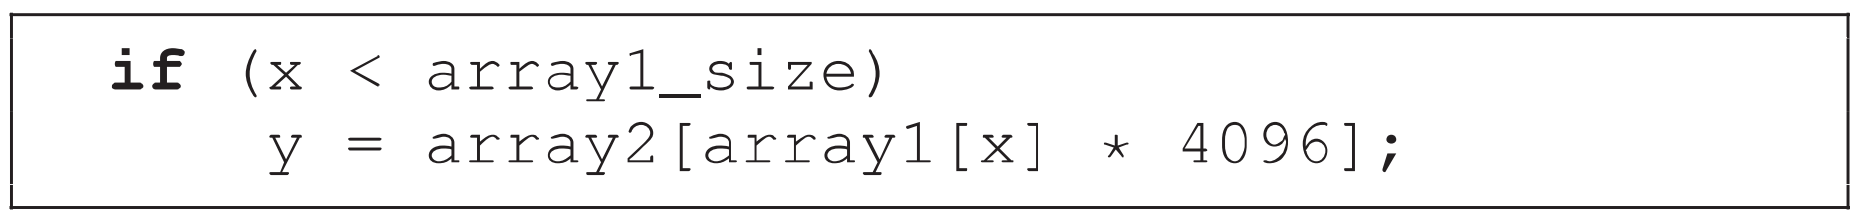 if (x < array1_size)
y = array2[array1[x] * 4096];